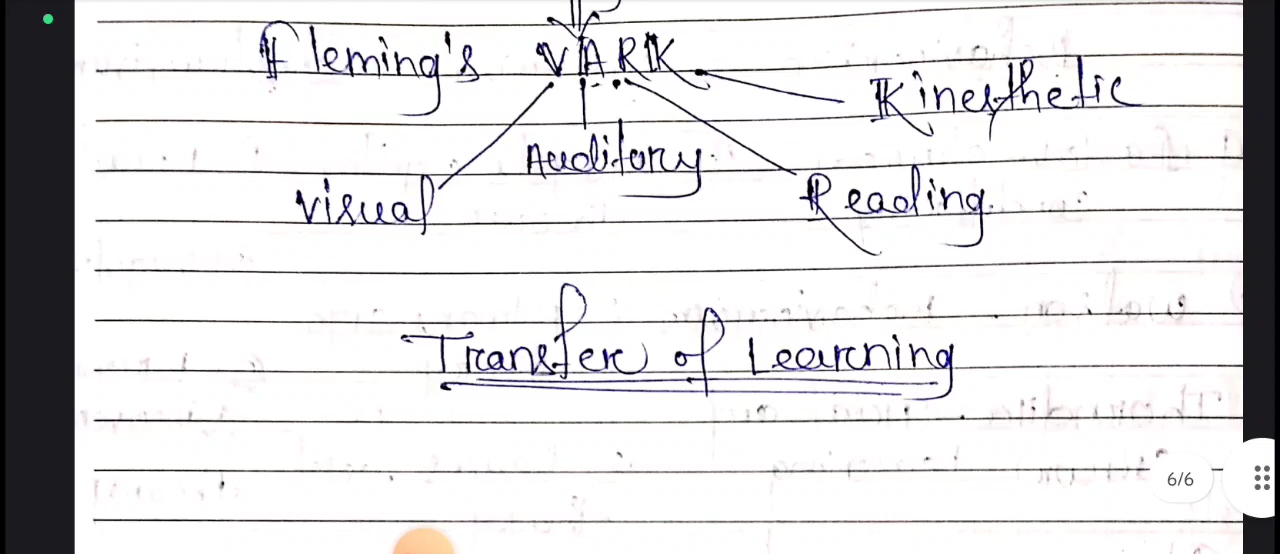 Fleming's VARK
Kinesthetic
Auditory
Visual
Reading
Transfer of Learning
6/6